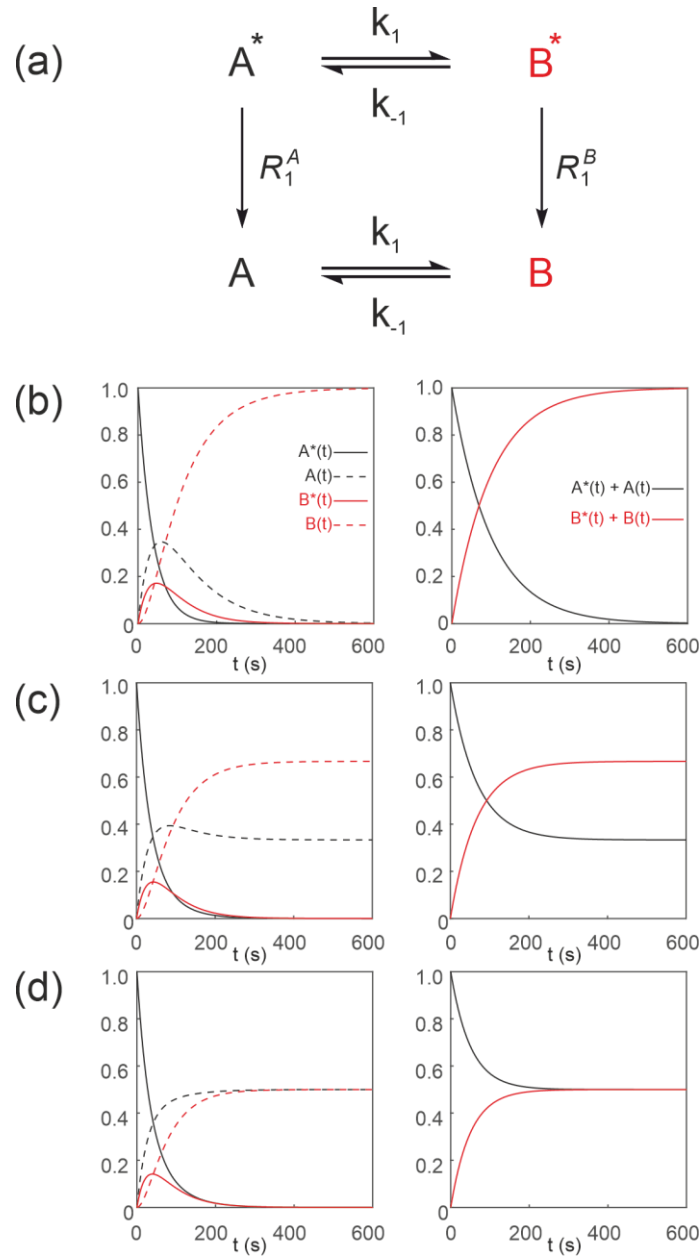 (a)
A* k₁ B*
k₋₁
R₁ᴬ R₁ᴮ
A k₁ B
k₋₁
(b)
1.0 1.0
0.8 0.8
A*(t)
A(t) A*(t) + A(t)
B*(t) B*(t) + B(t)
B(t)
0.6 0.6
0.4 0.4
0.2 0.2
0 0
0 200 400 600 0 200 400 600
t (s) t (s)
(c)
1.0 1.0
0.8 0.8
0.6 0.6
0.4 0.4
0.2 0.2
0 0
0 200 400 600 0 200 400 600
t (s) t (s)
(d)
1.0 1.0
0.8 0.8
0.6 0.6
0.4 0.4
0.2 0.2
0 0
0 200 400 600 0 200 400 600
t (s) t (s)